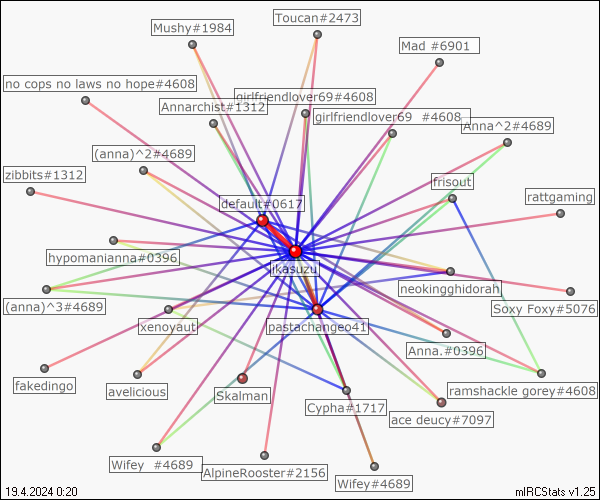 Toucan#2473
Mushy#1984
Mad #6901
no cops no laws no hope#4608
girlfriendlover69#4608
Annarchist#1312
girlfriendlover69 #4608
Anna^2#4689
(anna)^2#4689
zibbits#1312
frisout
rattgaming
default#0617
hypomanianna#0396
ikasuzu
neokingghidorah
(anna)^3#4689
Soxy Foxy#5076
xenoyaut
pastachangeo41
Anna.#0396
fakedingo
avelicious
Skalman
ramshackle gorey#4608
Cypha#1717
ace deucy#7097
Wifey #4689
AlpineRooster#2156
Wifey#4689
19.4.2024 0:20
mIRCStats v1.25